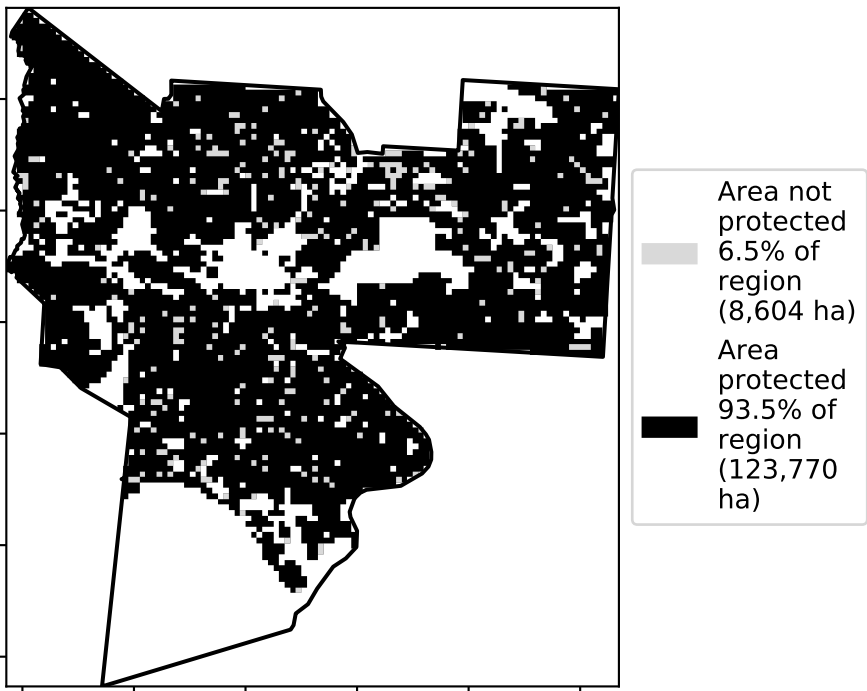 Area not
protected
6.5% of
region
(8,604 ha)
Area
protected
93.5% of
region
(123,770
ha)